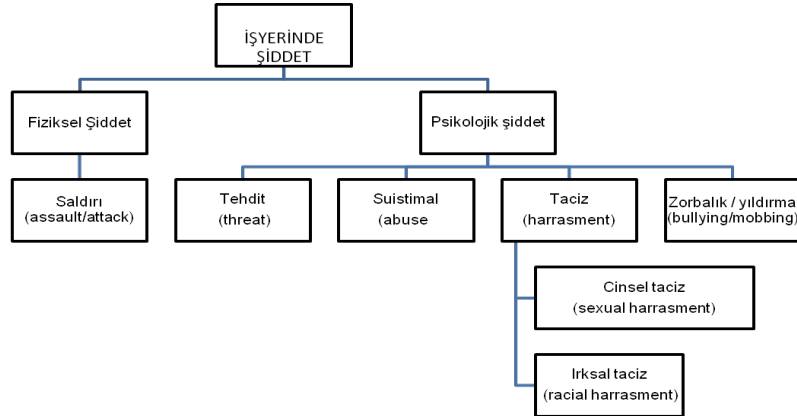 İŞYERİNDE
ŞİDDET
Fiziksel Şiddet
Psikolojik şiddet
Saldırı
(assault/attack)
Tehdit
(threat)
Suistimal
(abuse
Taciz
(harrasment)
Zorbalık / yıldırma
(bullying/mobbing)
Cinsel taciz
(sexual harrasment)
Irksal taciz
(racial harrasment)